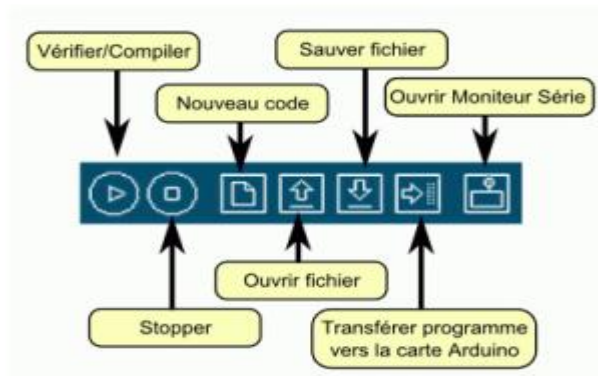 Vérifier/Compiler
Sauver fichier
Nouveau code
Ouvrir Moniteur Série
Ouvrir fichier
Stopper
Transférer programme
vers la carte Arduino